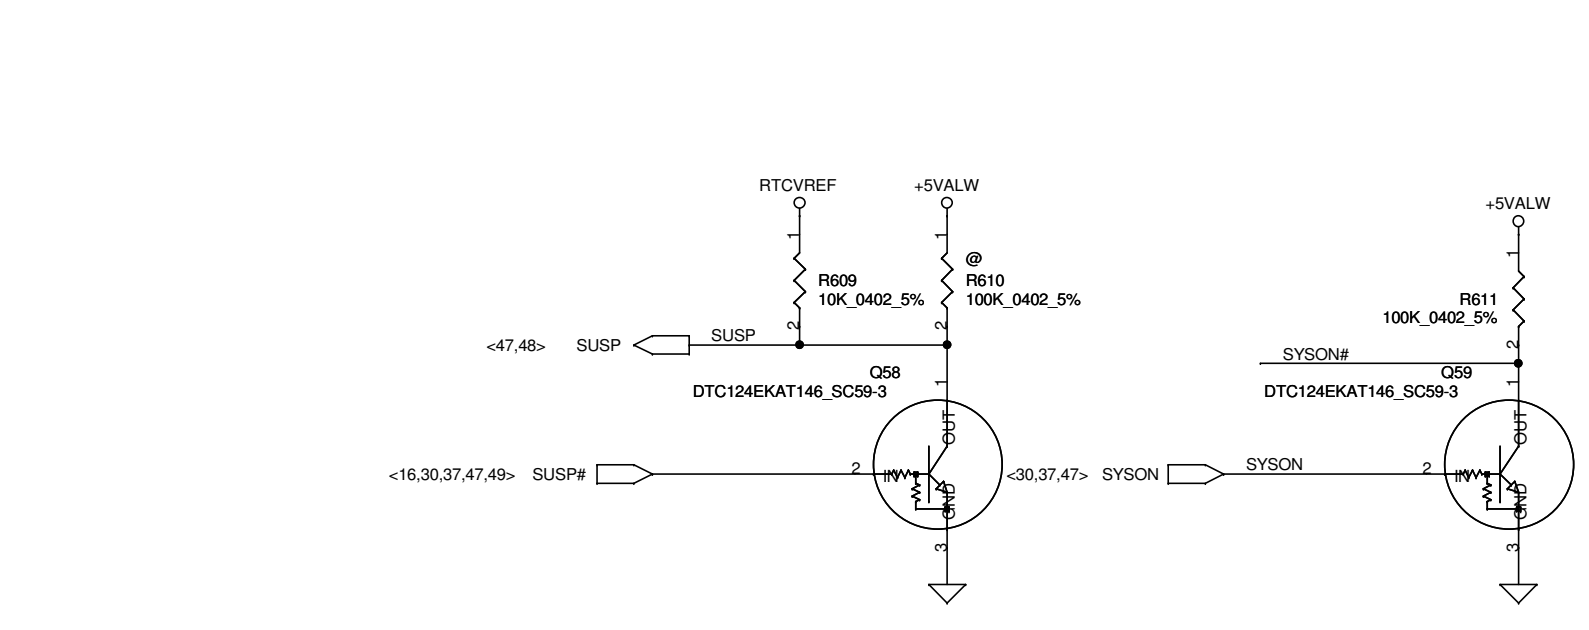 RTCVREF
+5VALW
+5VALW
1
1
@
1
R609
R610
10K_0402_5%
100K_0402_5%
R611
100K_0402_5%
2
2
<47,48>
SUSP
SUSP
2
SYSON#
Q58
Q59
1
1
DTC124EKAT146_SC59-3
DTC124EKAT146_SC59-3
OUT
OUT
<16,30,37,47,49>
SUSP#
2
IN
<30,37,47>
SYSON
SYSON
2
IN
GND
GND
3
3